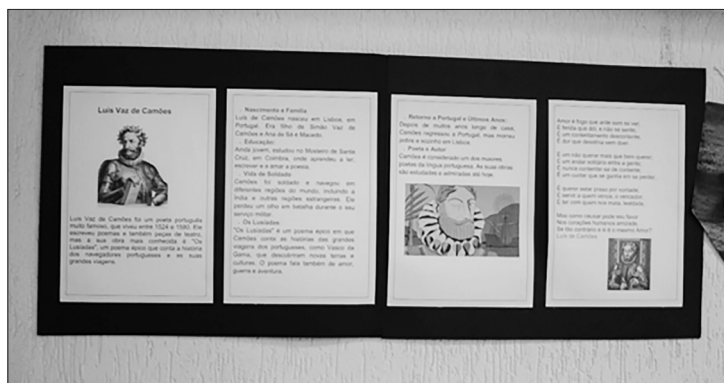 Luís Vaz de Camões
Luís Vaz de Camões foi um poeta português
muito famoso, que viveu entre 1524 a 1580. Ele
escreveu poemas e também peças de teatro,
mas a sua obra mais conhecida é "Os
Lusíadas", um poema épico que conta a história
dos navegadores portugueses e as suas
grandes viagens.
Nascimento e Família
Luís de Camões nasceu em Lisboa, em
Portugal. Era filho de Simão Vaz de
Camões e Ana de Sá e Macedo.
Educação:
Ainda jovem, estudou no Mosteiro de Santa
Cruz, em Coimbra, onde aprendeu a ler,
escrever e a amar a poesia.
Vida de Soldado
Camões foi soldado e navegou em
diferentes regiões do mundo, incluindo a
Índia e outras regiões estrangeiras. Ele
perdeu um olho em batalha durante o seu
serviço militar.
Os Lusíadas:
"Os Lusíadas" é um poema épico em que
Camões conta as histórias das grandes
viagens dos portugueses, como Vasco da
Gama, que descobriram novas terras e
culturas. O poema fala também de amor,
guerra e aventura.
Retorno a Portugal e Últimos Anos:
Depois de muitos anos longe de casa,
Camões regressou a Portugal, mas morreu
pobre e sozinho em Lisboa.
Poeta e Autor
Camões é considerado um dos maiores
poetas da língua portuguesa. As suas obras
são estudadas e admiradas até hoje.
Amor é fogo que arde sem se ver;
É ferida que dói, e não se sente;
É um contentamento descontente;
É dor que desatina sem doer.
É um não querer mais que bem querer;
É um andar solitário entre a gente;
É nunca contentar-se de contente;
É um cuidar que se ganha em se perder.
É querer estar preso por vontade;
É servir a quem vence, o vencedor;
É ter com quem nos mata, lealdade.
Mas como causar pode seu favor
Nos corações humanos amizade,
Se tão contrário a si é o mesmo Amor?
Luís de Camões